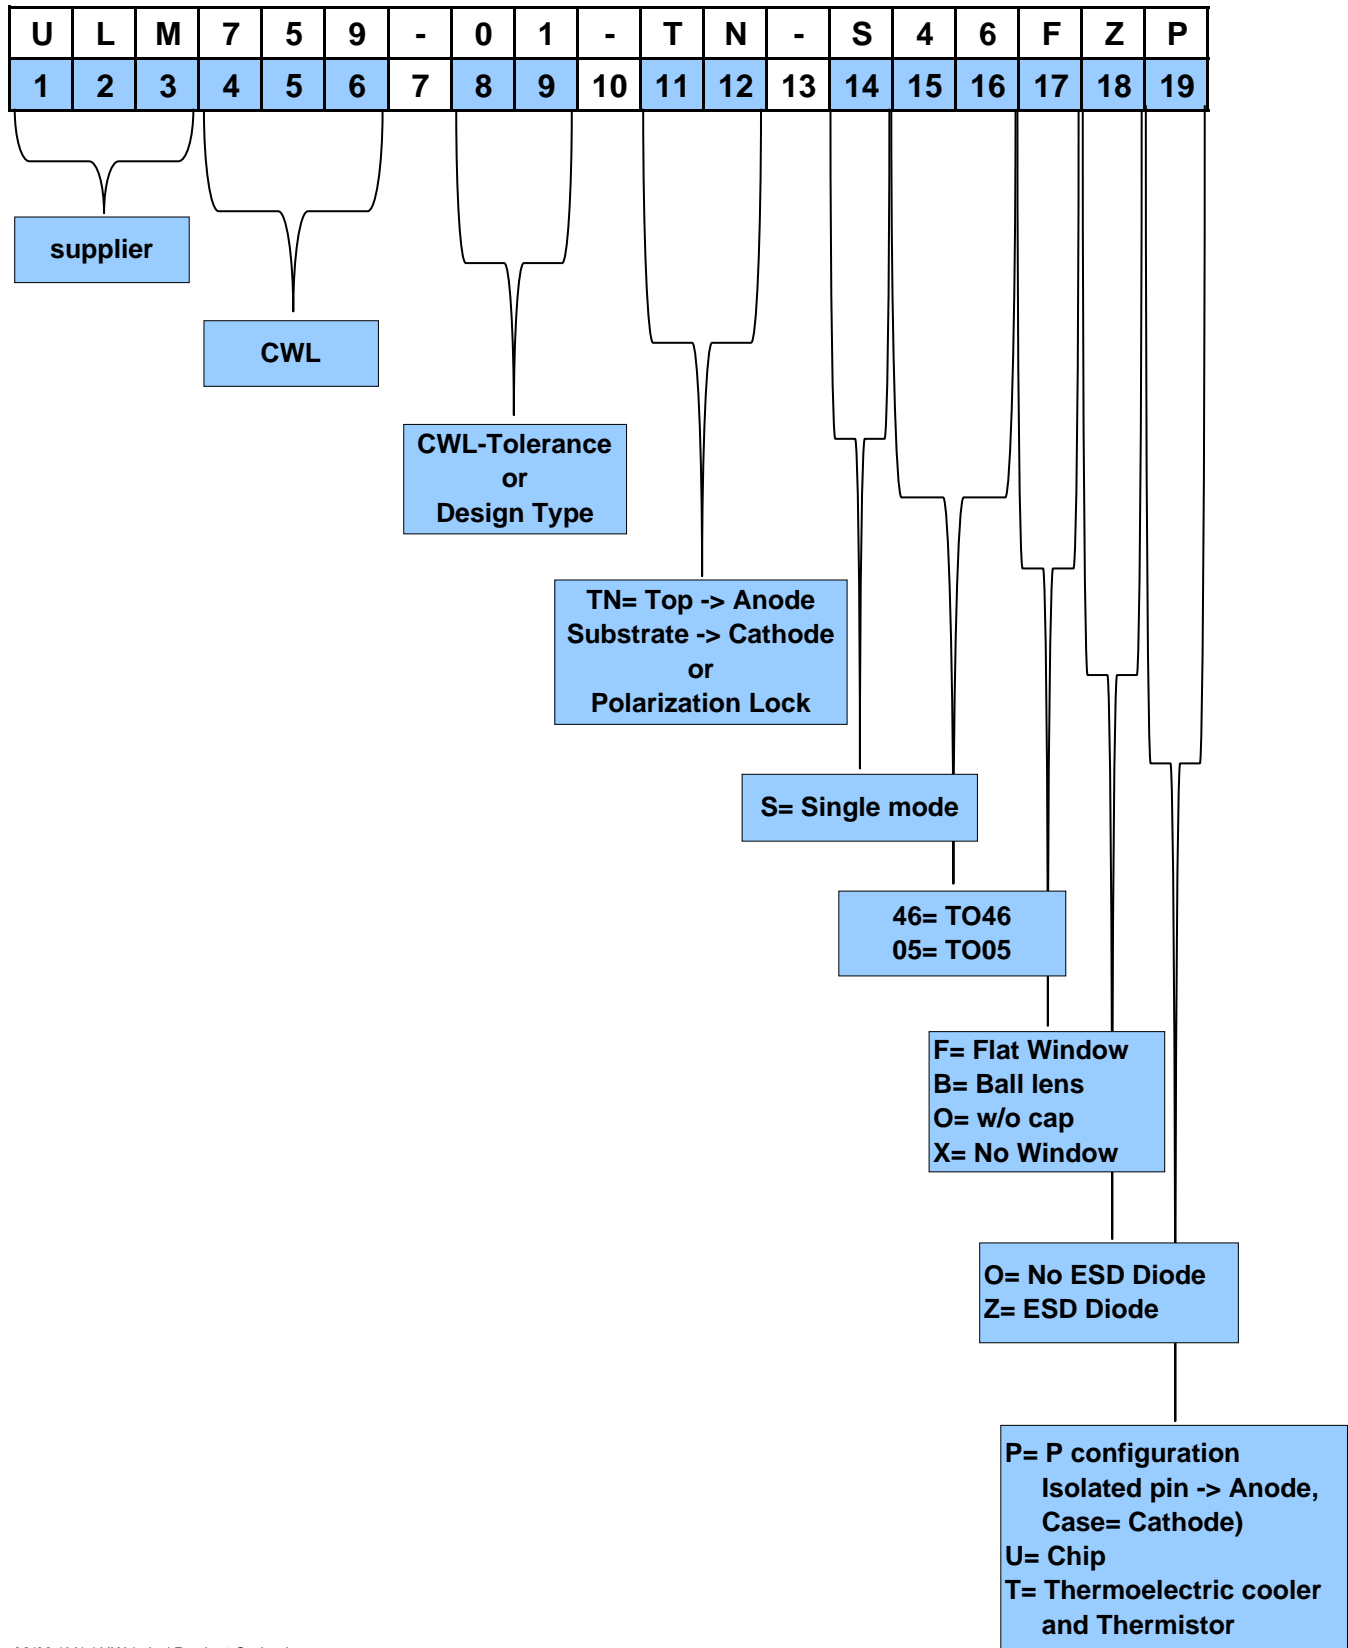 U L M 7 5 9 - 0 1 - T N - S 4 6 F Z P
1 2 3 4 5 6 7 8 9 10 11 12 13 14 15 16 17 18 19
supplier
CWL
CWL-Tolerance
or
Design Type
TN= Top -> Anode
Substrate -> Cathode
or
Polarization Lock
S= Single mode
46= TO46
05= TO05
F= Flat Window
B= Ball lens
O= w/o cap
X= No Window
O= No ESD Diode
Z= ESD Diode
P= P configuration
Isolated pin -> Anode,
Case= Cathode)
U= Chip
T= Thermoelectric cooler
and Thermistor